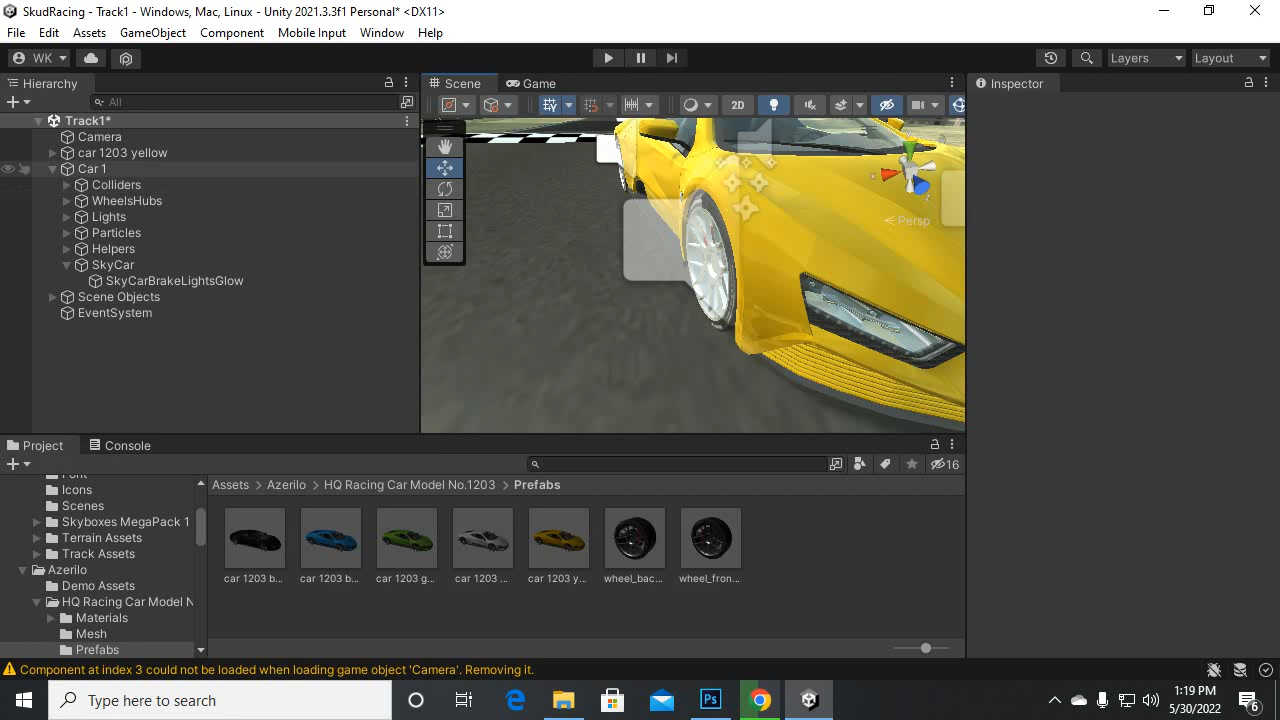 SkudRacing - Track1 - Windows, Mac, Linux - Unity 2021.3.3f1 Personal* <DX11>
File Edit Assets GameObject Component Mobile Input Window Help
WK Layers Layout
Hierarchy
All
Track1*
Camera
car 1203 yellow
Car 1
Colliders
WheelsHubs
Lights
Particles
Helpers
SkyCar
SkyCarBrakeLightsGlow
Scene Objects
EventSystem
Scene Game
2D
x
z
Persp
Inspector
Project Console
16
Font
Icons
Scenes
Skyboxes MegaPack 1
Terrain Assets
Track Assets
Azerilo
Demo Assets
HQ Racing Car Model N
Materials
Mesh
Prefabs
Assets > Azerilo > HQ Racing Car Model No.1203 > Prefabs
car 1203 b... car 1203 b... car 1203 g... car 1203 ... car 1203 y... wheel_bac... wheel_fron...
Component at index 3 could not be loaded when loading game object 'Camera'. Removing it.
Type here to search
Ps
1:19 PM
5/30/2022
6